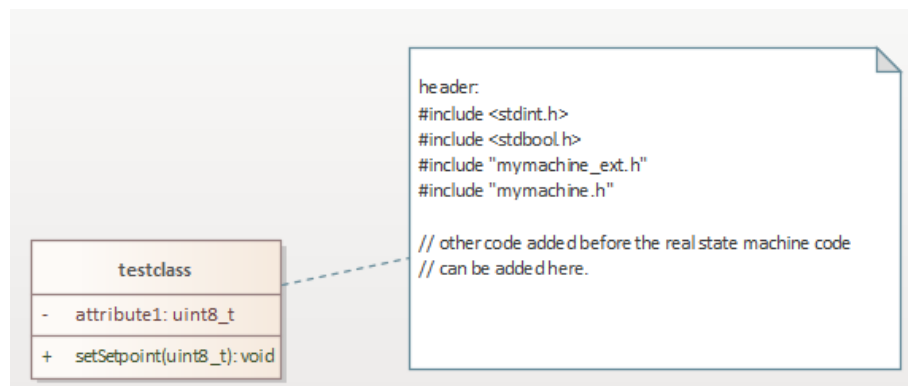 header:
#include <stdint.h>
#include <stdbool.h>
#include "mymachine_ext.h"
#include "mymachine.h"
// other code added before the real state machine code
// can be added here.
testclass
- attribute1: uint8_t
+ setSetpoint(uint8_t): void